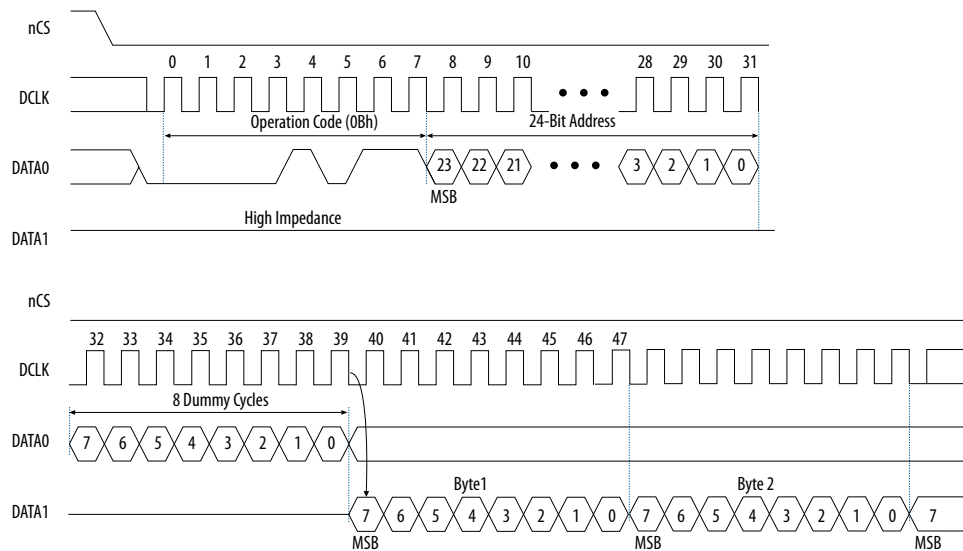 nCS
0 1 2 3 4 5 6 7 8 9 10 28 29 30 31
DCLK
Operation Code (0Bh) 24-Bit Address
DATA0 23 22 21 3 2 1 0
MSB
High Impedance
DATA1
nCS
32 33 34 35 36 37 38 39 40 41 42 43 44 45 46 47
DCLK
8 Dummy Cycles
DATA0 7 6 5 4 3 2 1 0
Byte1 Byte 2
DATA1 7 6 5 4 3 2 1 0 7 6 5 4 3 2 1 0 7
MSB MSB MSB